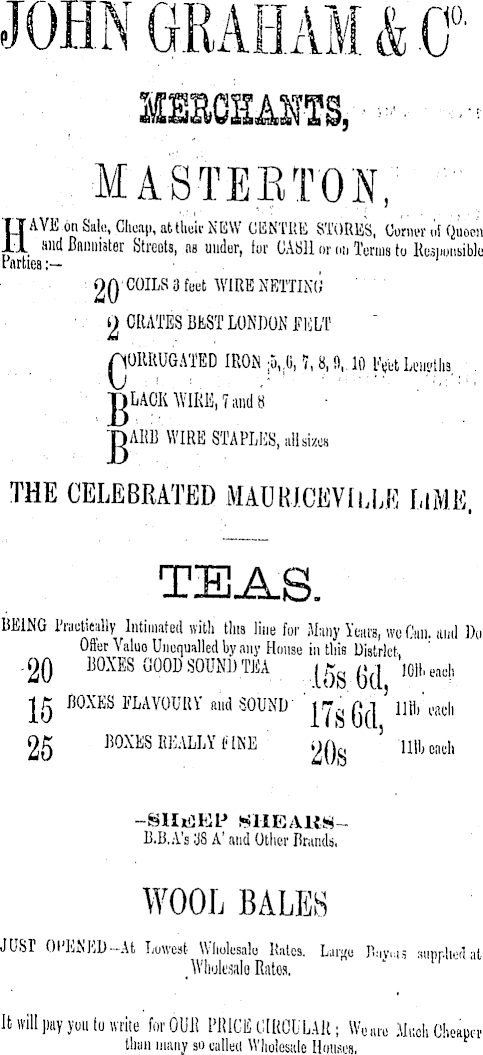 JOHN GRAHAM & Co.
MERCHANTS,
MASTERTON,
HAVE on Sale, Cheap, at their NEW CENTRE STORES, Corner of Queen
and Bannister Streets, as under, for CASH or on Terms to Responsible
Parties :—
20 COILS 3 feet WIRE NETTING
2 CRATES BEST LONDON FELT
CORRUGATED IRON 5, 6, 7, 8, 9, 10 Feet Lengths
BLACK WIRE, 7 and 8
BARB WIRE STAPLES, all sizes
THE CELEBRATED MAURICEVILLE LIME.
TEAS.
BEING Practically Intimated with this line for Many Years, we Can, and Do
Offer Value Unequalled by any House in this District,
20 BOXES GOOD SOUND TEA 15s 6d, 10lb each
15 BOXES FLAVOURY and SOUND 17s 6d, 11lb each
25 BOXES REALLY FINE 20s 11lb each
—SHEEP SHEARS—
B.B.A's 38 A' and Other Brands.
WOOL BALES
JUST OPENED—At Lowest Wholesale Rates. Large Buyers supplied at
Wholesale Rates.
It will pay you to write for OUR PRICE CIRCULAR ; We are Much Cheaper
than many so called Wholesale Houses.